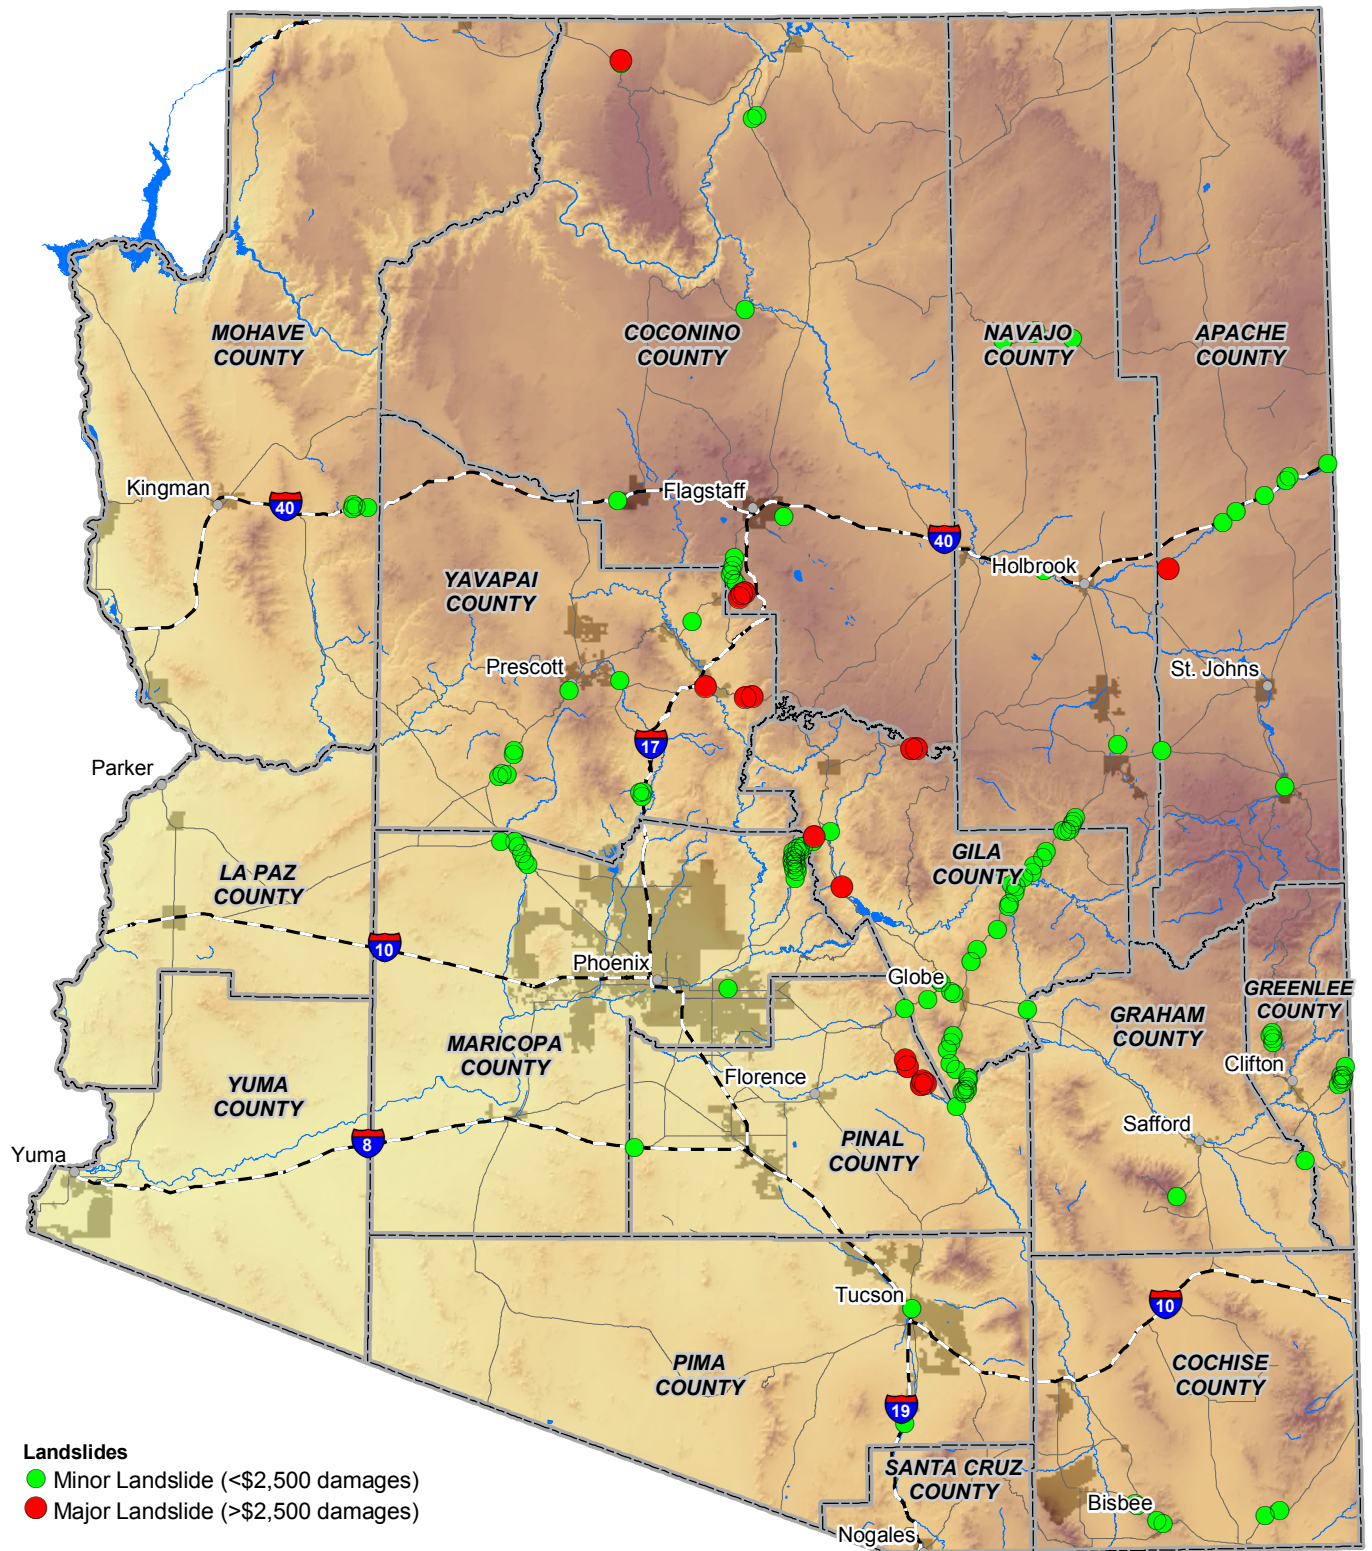 MOHAVE
COUNTY
COCONINO
COUNTY
NAVAJO
COUNTY
APACHE
COUNTY
Kingman
40
Flagstaff
40
Holbrook
YAVAPAI
COUNTY
Prescott
St. Johns
17
Parker
LA PAZ
COUNTY
GILA
COUNTY
10
Phoenix
Globe
GREENLEE
COUNTY
MARICOPA
COUNTY
GRAHAM
COUNTY
Clifton
YUMA
COUNTY
Florence
Safford
Yuma
8
PINAL
COUNTY
Tucson
10
PIMA
COUNTY
COCHISE
COUNTY
19
SANTA CRUZ
COUNTY
Bisbee
Nogales
Landslides
Minor Landslide (<$2,500 damages)
Major Landslide (>$2,500 damages)